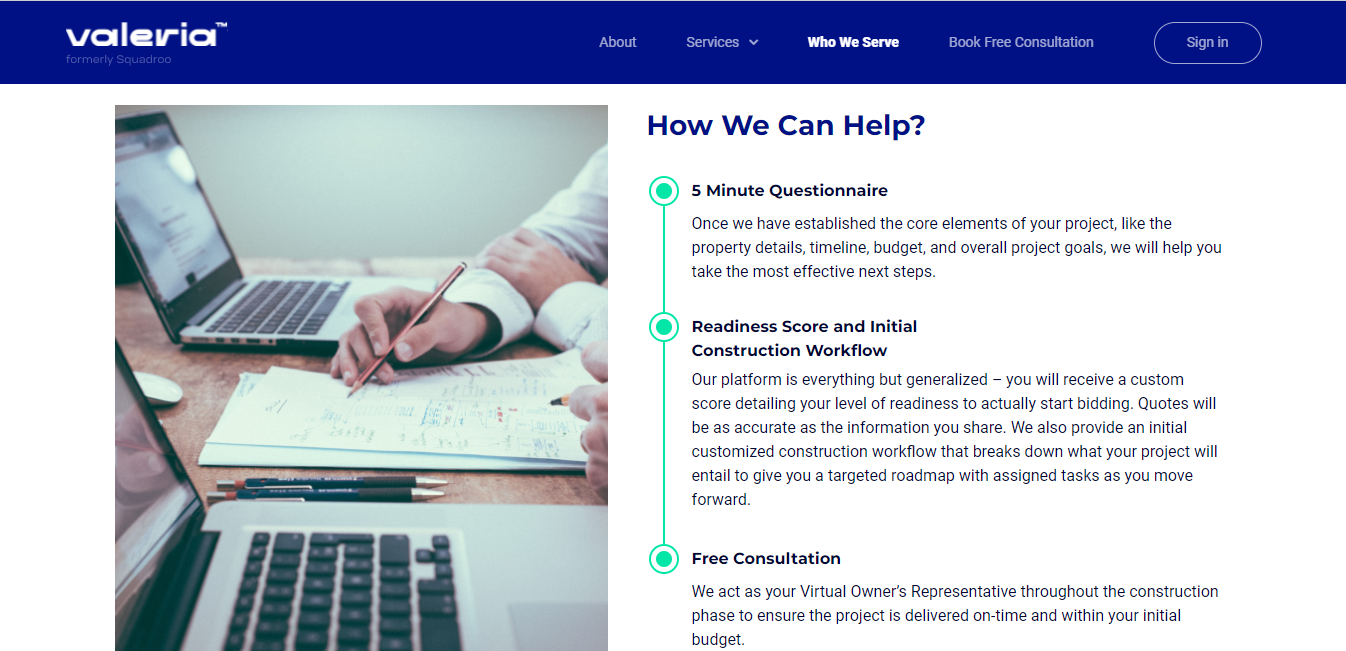 valeria™
formerly Squadroo
About
Services
Who We Serve
Book Free Consultation
Sign in
How We Can Help?
5 Minute Questionnaire
Once we have established the core elements of your project, like the
property details, timeline, budget, and overall project goals, we will help you
take the most effective next steps.
Readiness Score and Initial
Construction Workflow
Our platform is everything but generalized – you will receive a custom
score detailing your level of readiness to actually start bidding. Quotes will
be as accurate as the information you share. We also provide an initial
customized construction workflow that breaks down what your project will
entail to give you a targeted roadmap with assigned tasks as you move
forward.
Free Consultation
We act as your Virtual Owner’s Representative throughout the construction
phase to ensure the project is delivered on-time and within your initial
budget.